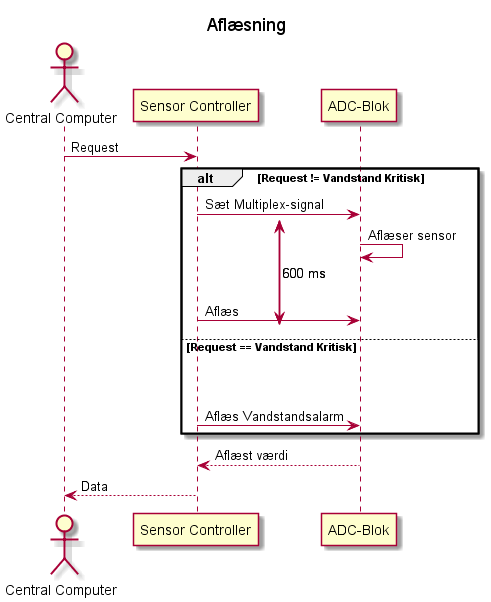 Aflæsning
Central Computer
Sensor Controller
ADC-Blok
Request
alt
[Request != Vandstand Kritisk]
Sæt Multiplex-signal
Aflæser sensor
600 ms
Aflæs
[Request == Vandstand Kritisk]
Aflæs Vandstandsalarm
Aflæst værdi
Data
Central Computer
Sensor Controller
ADC-Blok